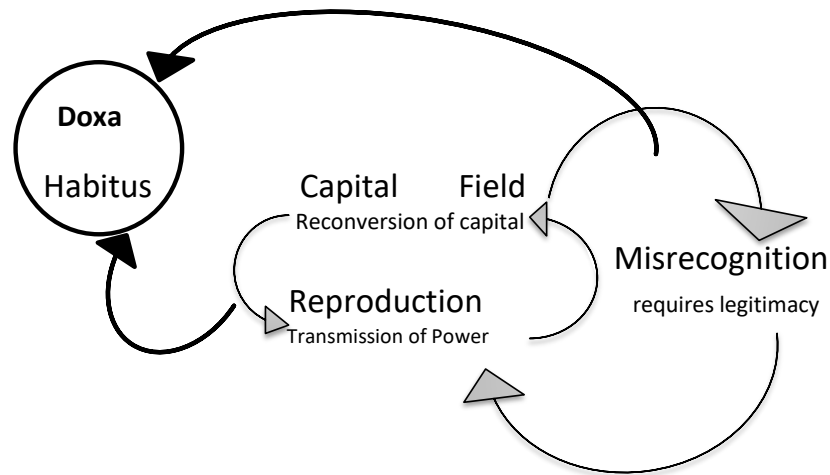 Doxa
Habitus
Capital Field
Reconversion of capital
Reproduction
Transmission of Power
Misrecognition
requires legitimacy